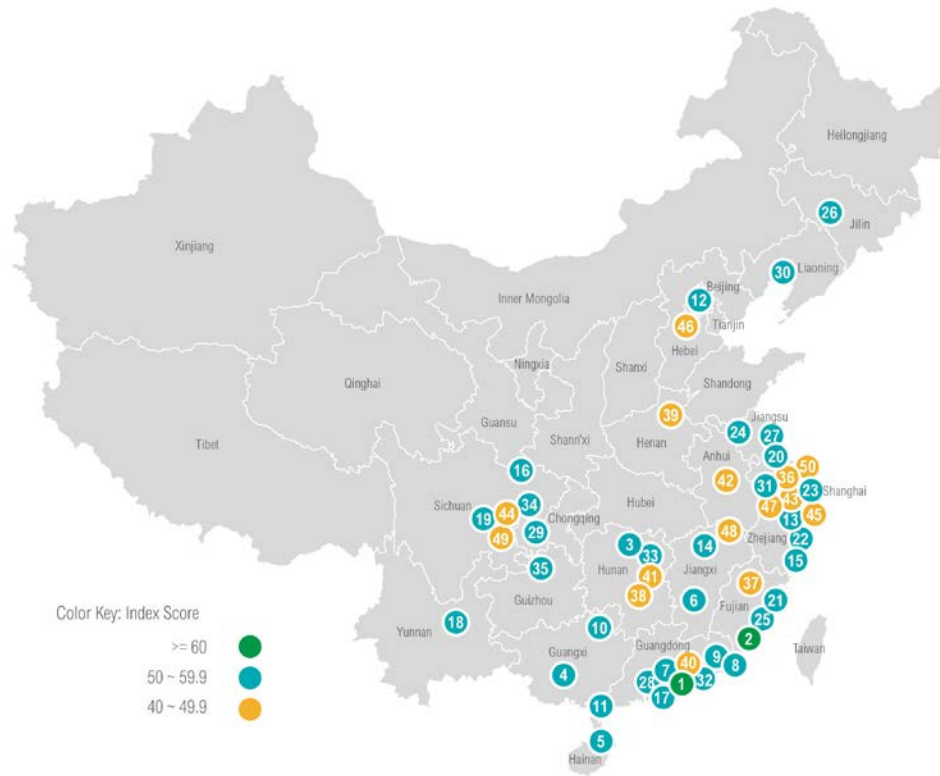 Heilongjiang
26
Jilin
Xinjiang
30
Liaoning
Inner Mongolia
12
Beijing
46
Tianjin
Hebei
Ningxia
Shanxi
Qinghai
Shandong
39
Jiangsu
Guansu
24
27
Tibet
Shann'xi
Henan
Anhui
20
16
50
42
31
36
23
Shanghai
Sichuan
34
Hubei
43
44
47
45
19
Chongqing
13
29
48
Zhejiang
22
49
3
14
33
15
35
Hunan
Jiangxi
41
37
Guizhou
38
6
21
Color Key: Index Score
Fujian
18
25
Yunnan
10
2
>= 60
Guangdong
Taiwan
Guangxi
40
9
4
7
8
50 ~ 59.9
28
1
32
17
11
40 ~ 49.9
5
Hainan